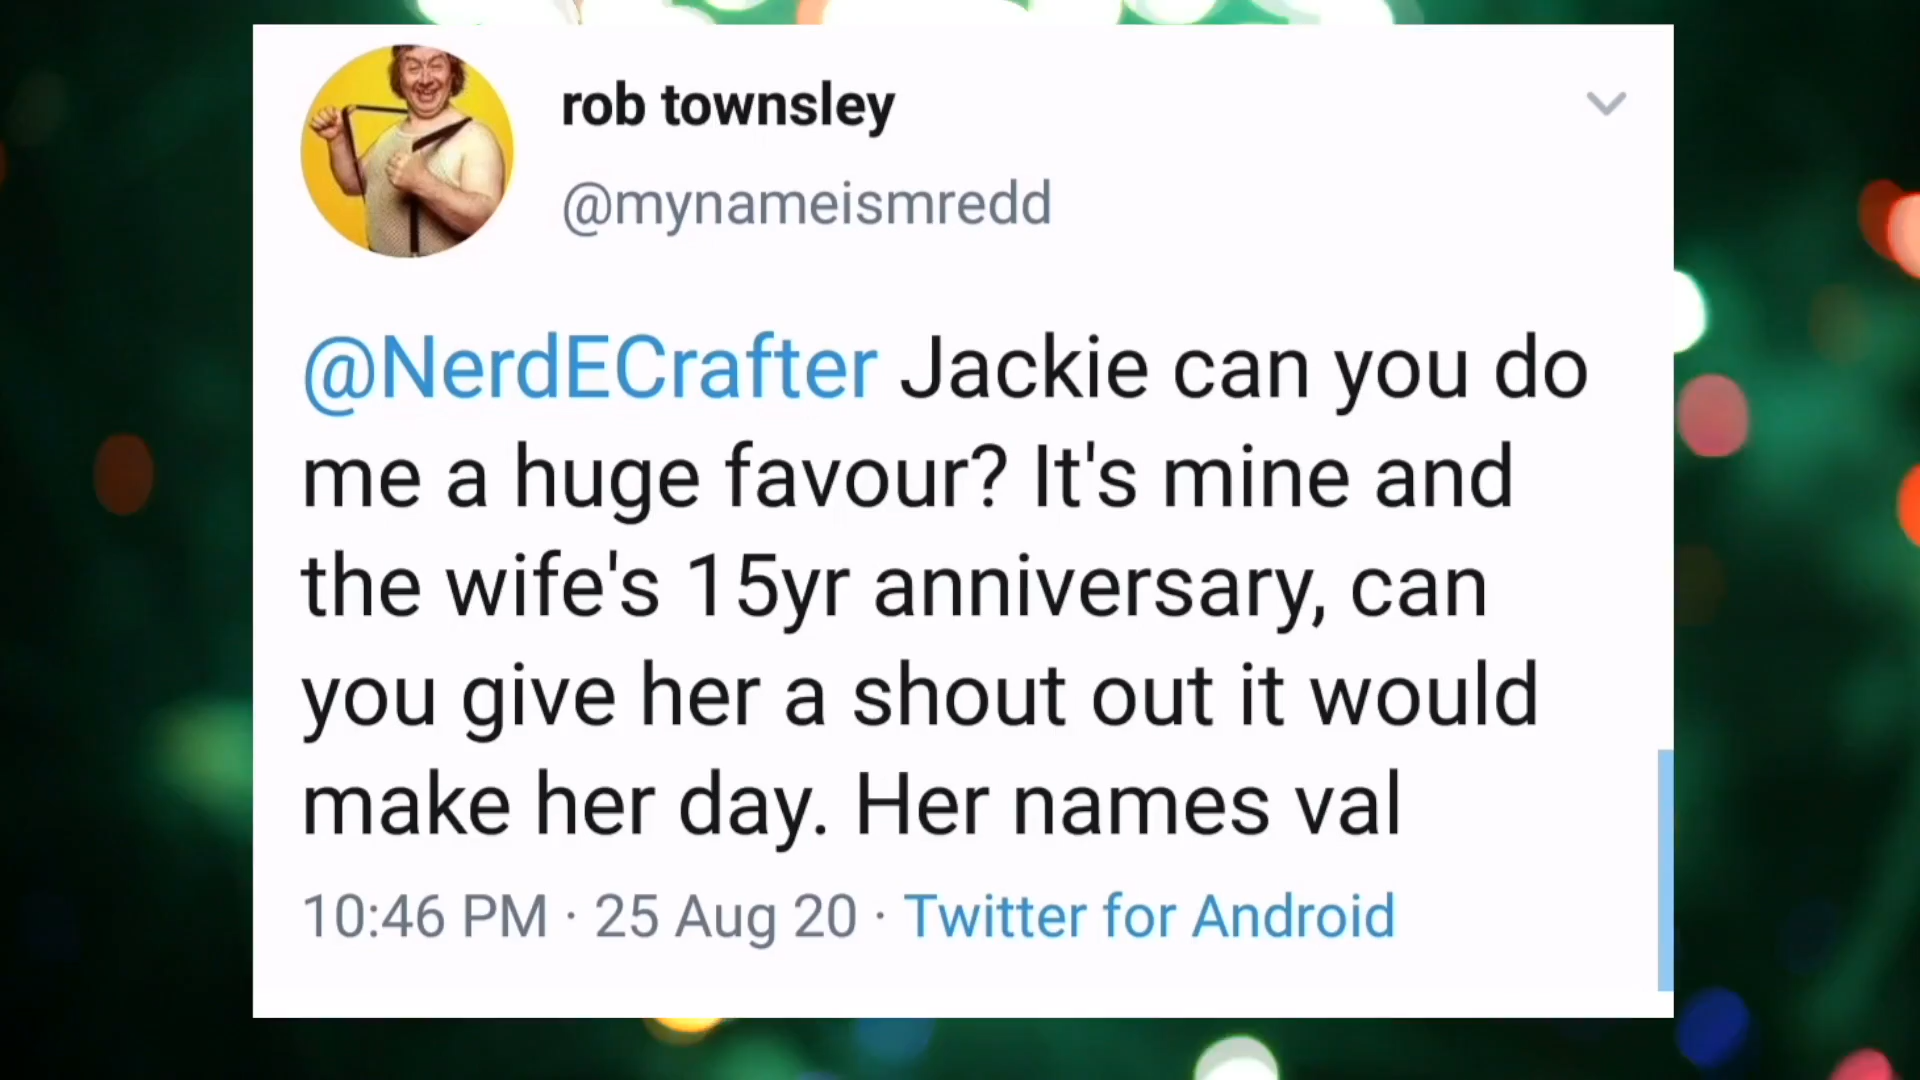 rob townsley
@mynameismredd
@NerdECrafter Jackie can you do
me a huge favour? It's mine and
the wife's 15yr anniversary, can
you give her a shout out it would
make her day. Her names val
10:46 PM · 25 Aug 20 · Twitter for Android